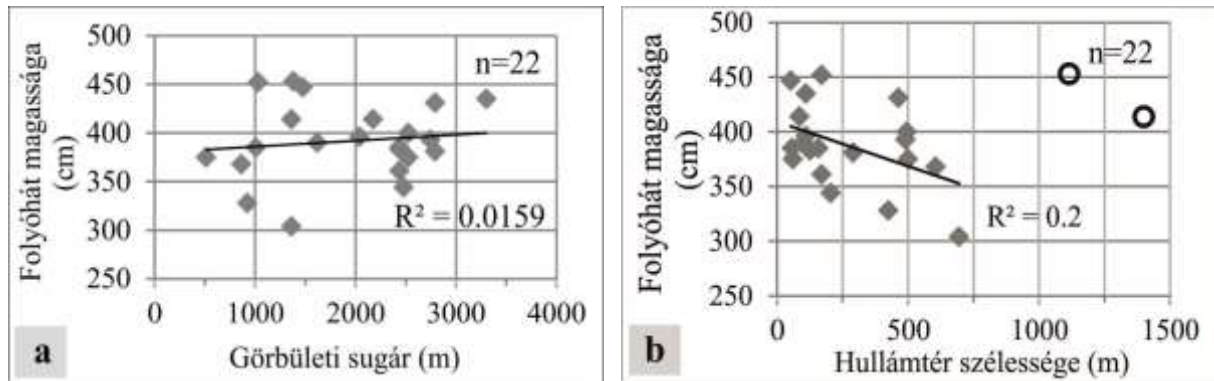 Folyóhát magassága
(cm)
500
450
400
350
300
250
n=22
R² = 0.0159
0
1000
2000
3000
4000
Görbületi sugár (m)
a
Folyóhát magassága
(cm)
500
450
400
350
300
250
n=22
R² = 0.2
0
500
1000
1500
Hullámtér szélessége (m)
b